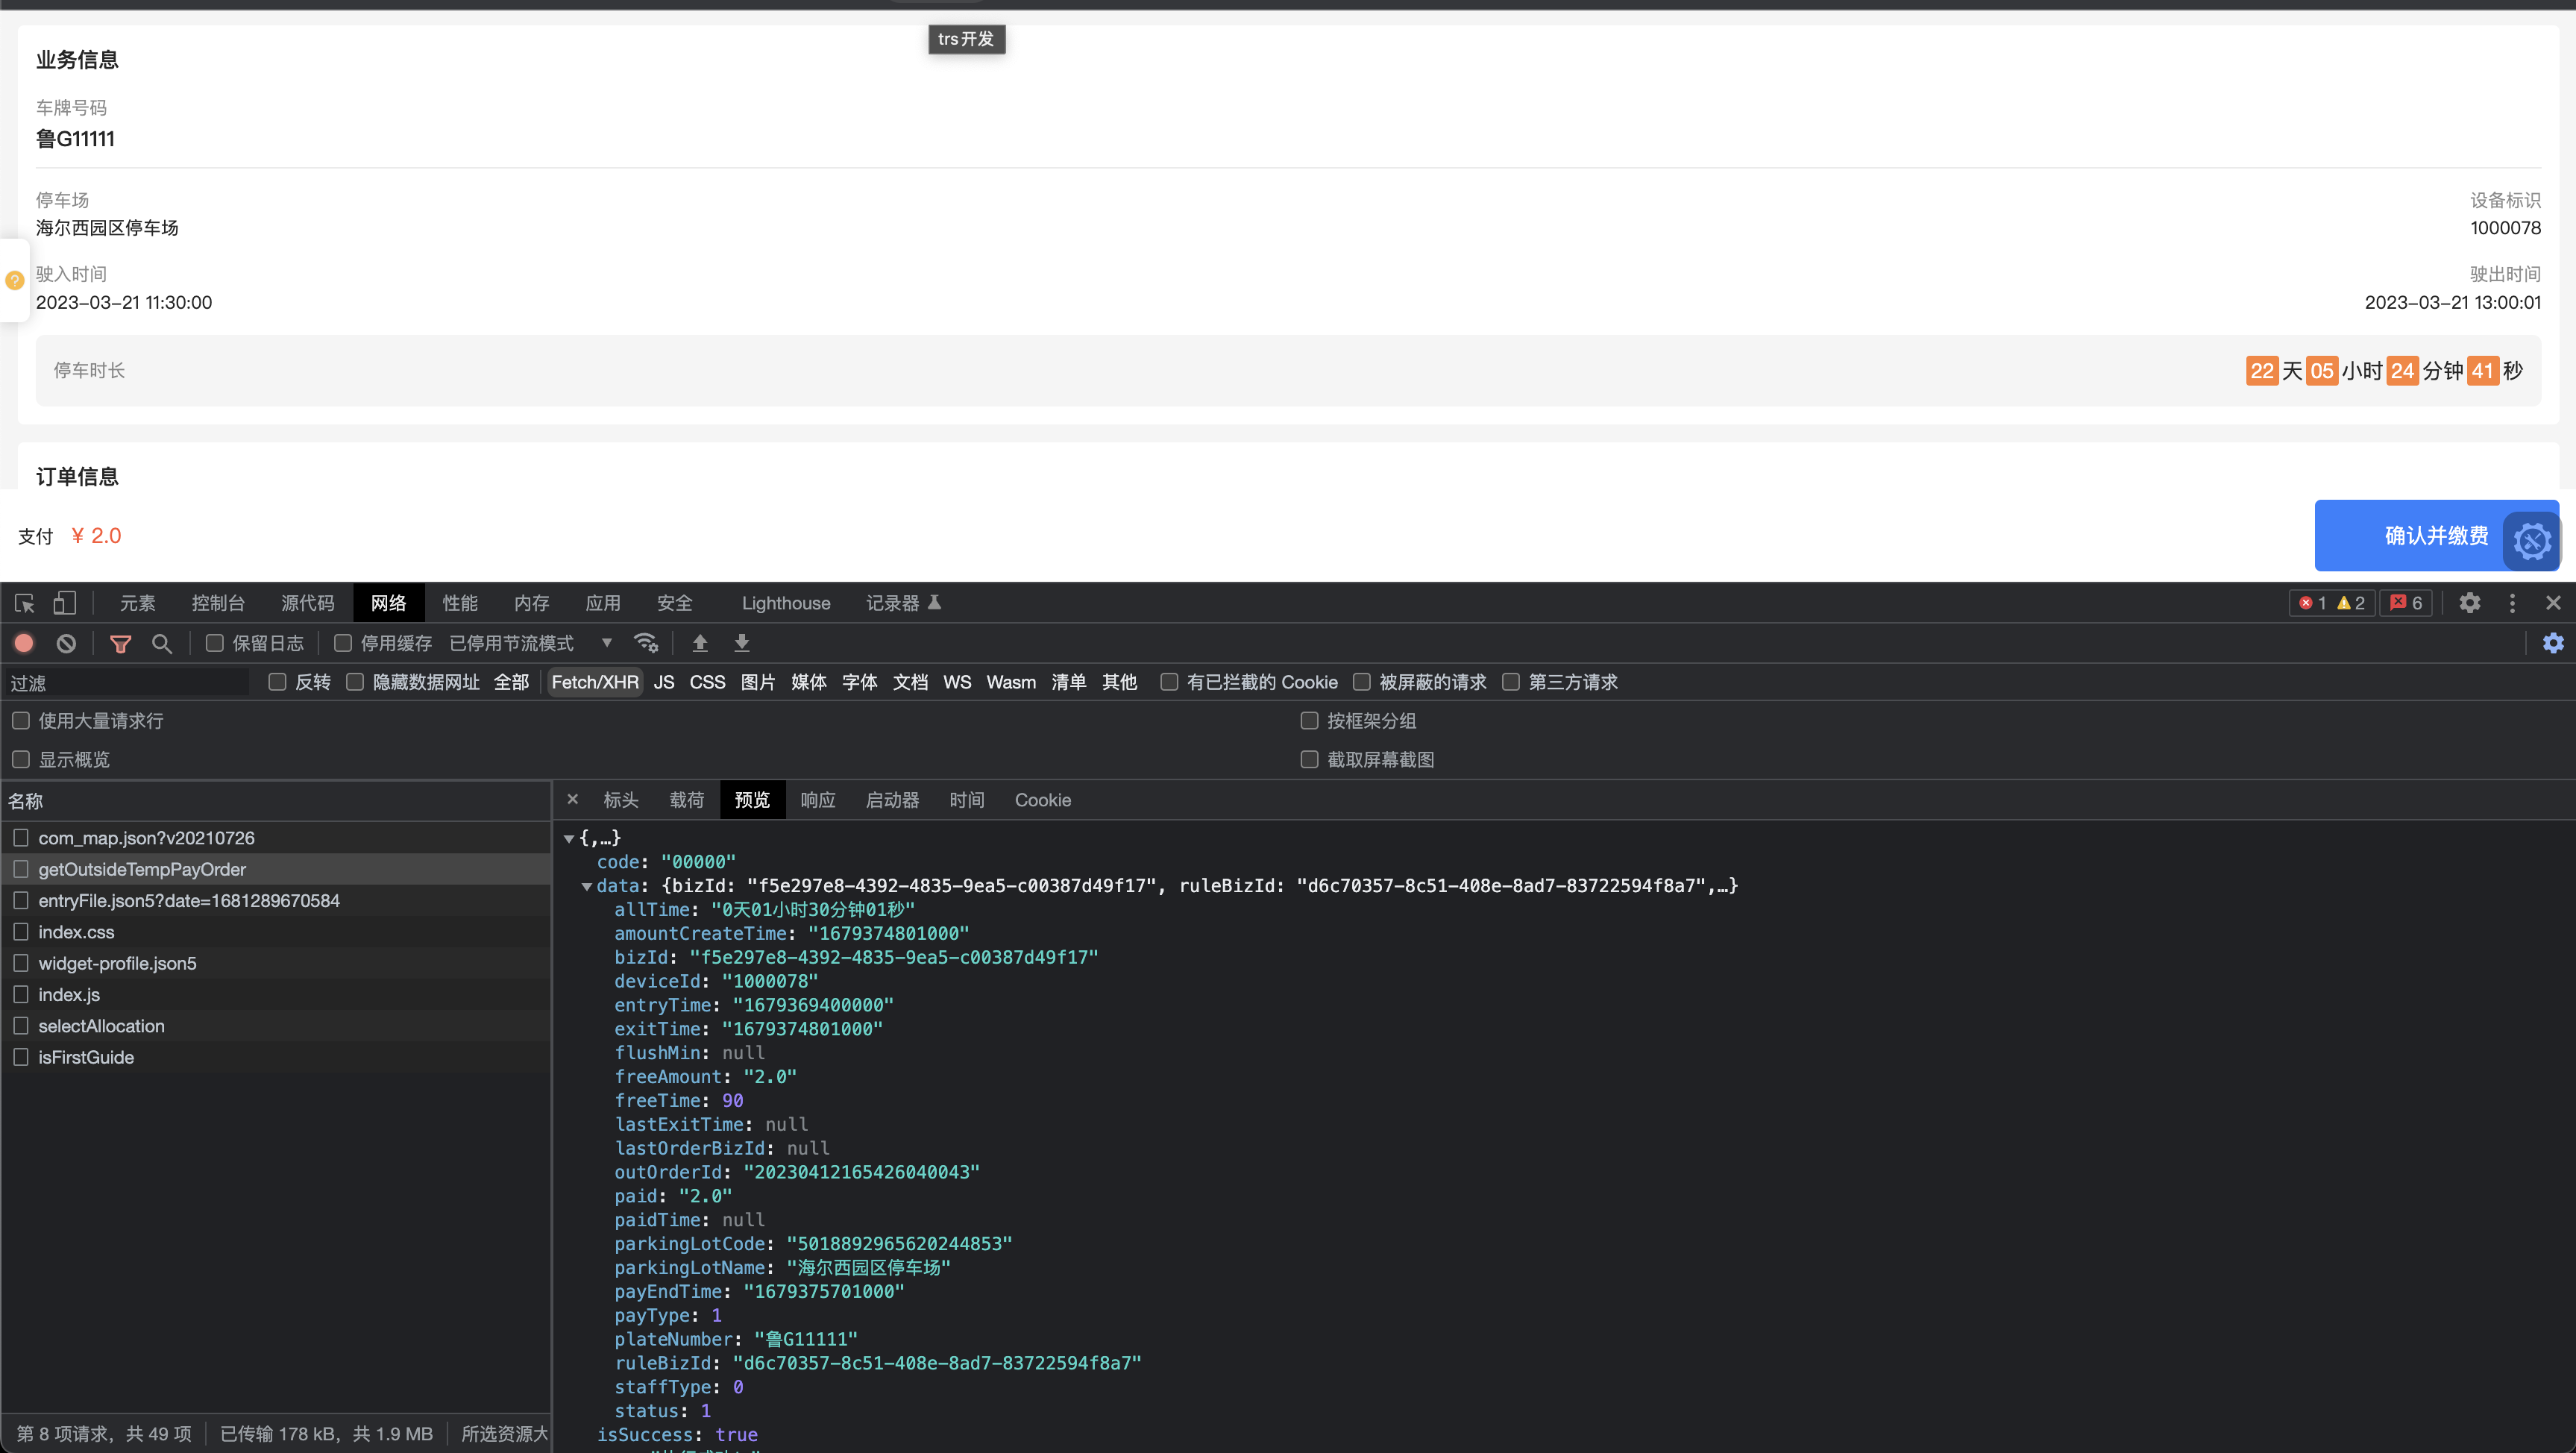 trs开发
业务信息
车牌号码
鲁G11111
停车场 设备标识
海尔西园区停车场 1000078
驶入时间 驶出时间
2023-03-21 11:30:00 2023-03-21 13:00:01
停车时长 22天05小时24分钟41秒
订单信息
支付 ¥ 2.0 确认并缴费
元素 控制台 源代码 网络 性能 内存 应用 安全 Lighthouse 记录器 1 2 6
保留日志 停用缓存 已停用节流模式
过滤 反转 隐藏数据网址 全部 Fetch/XHR JS CSS 图片 媒体 字体 文档 WS Wasm 清单 其他 有已拦截的 Cookie 被屏蔽的请求 第三方请求
使用大量请求行 按框架分组
显示概览 截取屏幕截图
名称
com_map.json?v20210726
getOutsideTempPayOrder
entryFile.json5?date=1681289670584
index.css
widget-profile.json5
index.js
selectAllocation
isFirstGuide
第 8 项请求，共 49 项 已传输 178 kB，共 1.9 MB 所选资源大
× 标头 载荷 预览 响应 启动器 时间 Cookie
{,…}
code: "00000"
data: {bizId: "f5e297e8-4392-4835-9ea5-c00387d49f17", ruleBizId: "d6c70357-8c51-408e-8ad7-83722594f8a7",…}
allTime: "0天01小时30分钟01秒"
amountCreateTime: "1679374801000"
bizId: "f5e297e8-4392-4835-9ea5-c00387d49f17"
deviceId: "1000078"
entryTime: "1679369400000"
exitTime: "1679374801000"
flushMin: null
freeAmount: "2.0"
freeTime: 90
lastExitTime: null
lastOrderBizId: null
outOrderId: "20230412165426040043"
paid: "2.0"
paidTime: null
parkingLotCode: "5018892965620244853"
parkingLotName: "海尔西园区停车场"
payEndTime: "1679375701000"
payType: 1
plateNumber: "鲁G11111"
ruleBizId: "d6c70357-8c51-408e-8ad7-83722594f8a7"
staffType: 0
status: 1
isSuccess: true